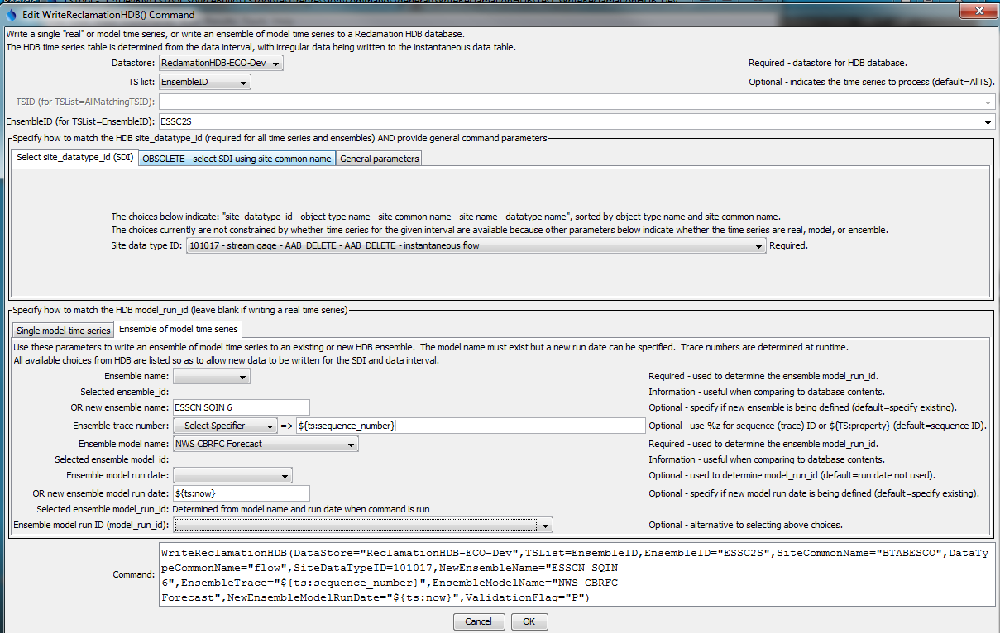 Edit WriteReclamationHDB() Command
Write a single "real" or model time series, or write an ensemble of model time series to a Reclamation HDB database.
The HDB time series table is determined from the data interval, with irregular data being written to the instantaneous data table.
Datastore: ReclamationHDB-ECO-Dev Required - datastore for HDB database.
TS list: EnsembleID Optional - indicates the time series to process (default=AllTS).
TSID (for TSList=AllMatchingTSID):
EnsembleID (for TSList=EnsembleID): ESSC2S
Specify how to match the HDB site_datatype_id (required for all time series and ensembles) AND provide general command parameters
Select site_datatype_id (SDI) OBSOLETE - select SDI using site common name General parameters
The choices below indicate: "site_datatype_id - object type name - site common name - site name - datatype name", sorted by object type name and site common name.
The choices currently are not constrained by whether time series for the given interval are available because other parameters below indicate whether the time series are real, model, or ensemble.
Site data type ID: 101017 - stream gage - AAB_DELETE - AAB_DELETE - instantaneous flow Required.
Specify how to match the HDB model_run_id (leave blank if writing a real time series)
Single model time series Ensemble of model time series
Use these parameters to write an ensemble of model time series to an existing or new HDB ensemble. The model name must exist but a new run date can be specified. Trace numbers are determined at runtime.
All available choices from HDB are listed so as to allow new data to be written for the SDI and data interval.
Ensemble name: Required - used to determine the ensemble model_run_id.
Selected ensemble_id: Information - useful when comparing to database contents.
OR new ensemble name: ESSCN SQIN 6 Optional - specify if new ensemble is being defined (default=specify existing).
Ensemble trace number: -- Select Specifier -- => ${ts:sequence_number} Optional - use %z for sequence (trace) ID or ${TS:property} (default=sequence ID).
Ensemble model name: NWS CBRFC Forecast Required - used to determine the ensemble model_run_id.
Selected ensemble model_id: Information - useful when comparing to database contents.
Ensemble model run date: Optional - used to determine model_run_id (default=run date not used).
OR new ensemble model run date: ${ts:now} Optional - specify if new model run date is being defined (default=specify existing).
Selected ensemble model_run_id: Determined from model name and run date when command is run
Ensemble model run ID (model_run_id): Optional - alternative to selecting above choices.
Command: WriteReclamationHDB(DataStore="ReclamationHDB-ECO-Dev",TSList=EnsembleID,EnsembleID="ESSC2S",SiteCommonName="BTABESCO",DataTy
peCommonName="flow",SiteDataTypeID=101017,NewEnsembleName="ESSCN SQIN
6",EnsembleTrace="${ts:sequence_number}",EnsembleModelName="NWS CBRFC
Forecast",NewEnsembleModelRunDate="${ts:now}",ValidationFlag="P")
Cancel OK